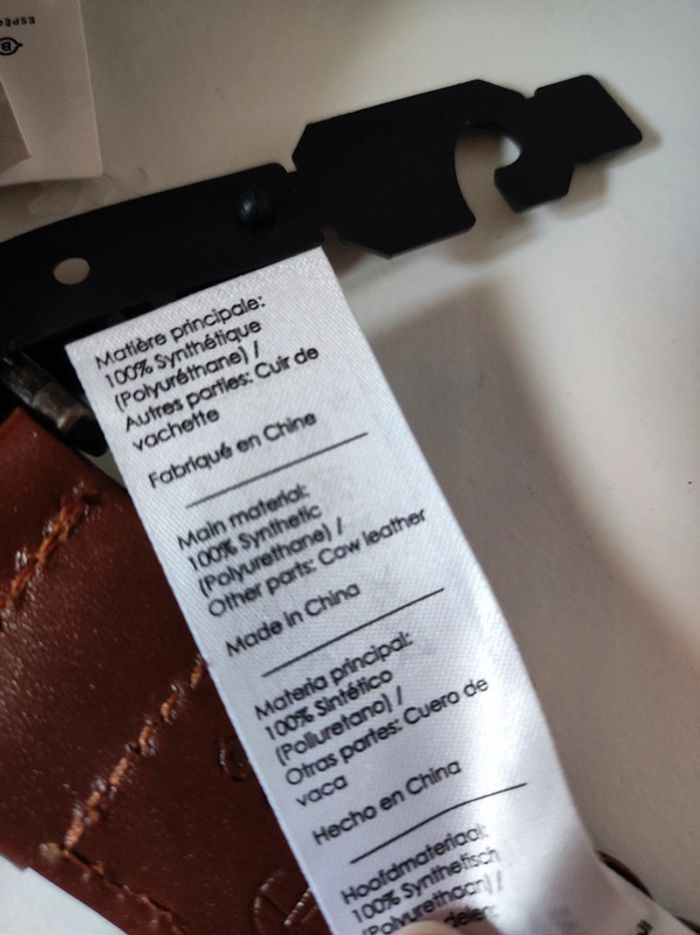 Matière principale:
100% Synthétique
(Polyuréthane) /
Autres parties: Cuir de
vachette
Fabriqué en Chine
Main material:
100% Synthetic
(Polyurethane) /
Other parts: Cow leather
Made in China
Materia principal:
100% Sintético
(Poliuretano) /
Otras partes: Cuero de
vaca
Hecho en China
Hoofdmateriaal:
100% Synthetisch
(Polyurethaan) /